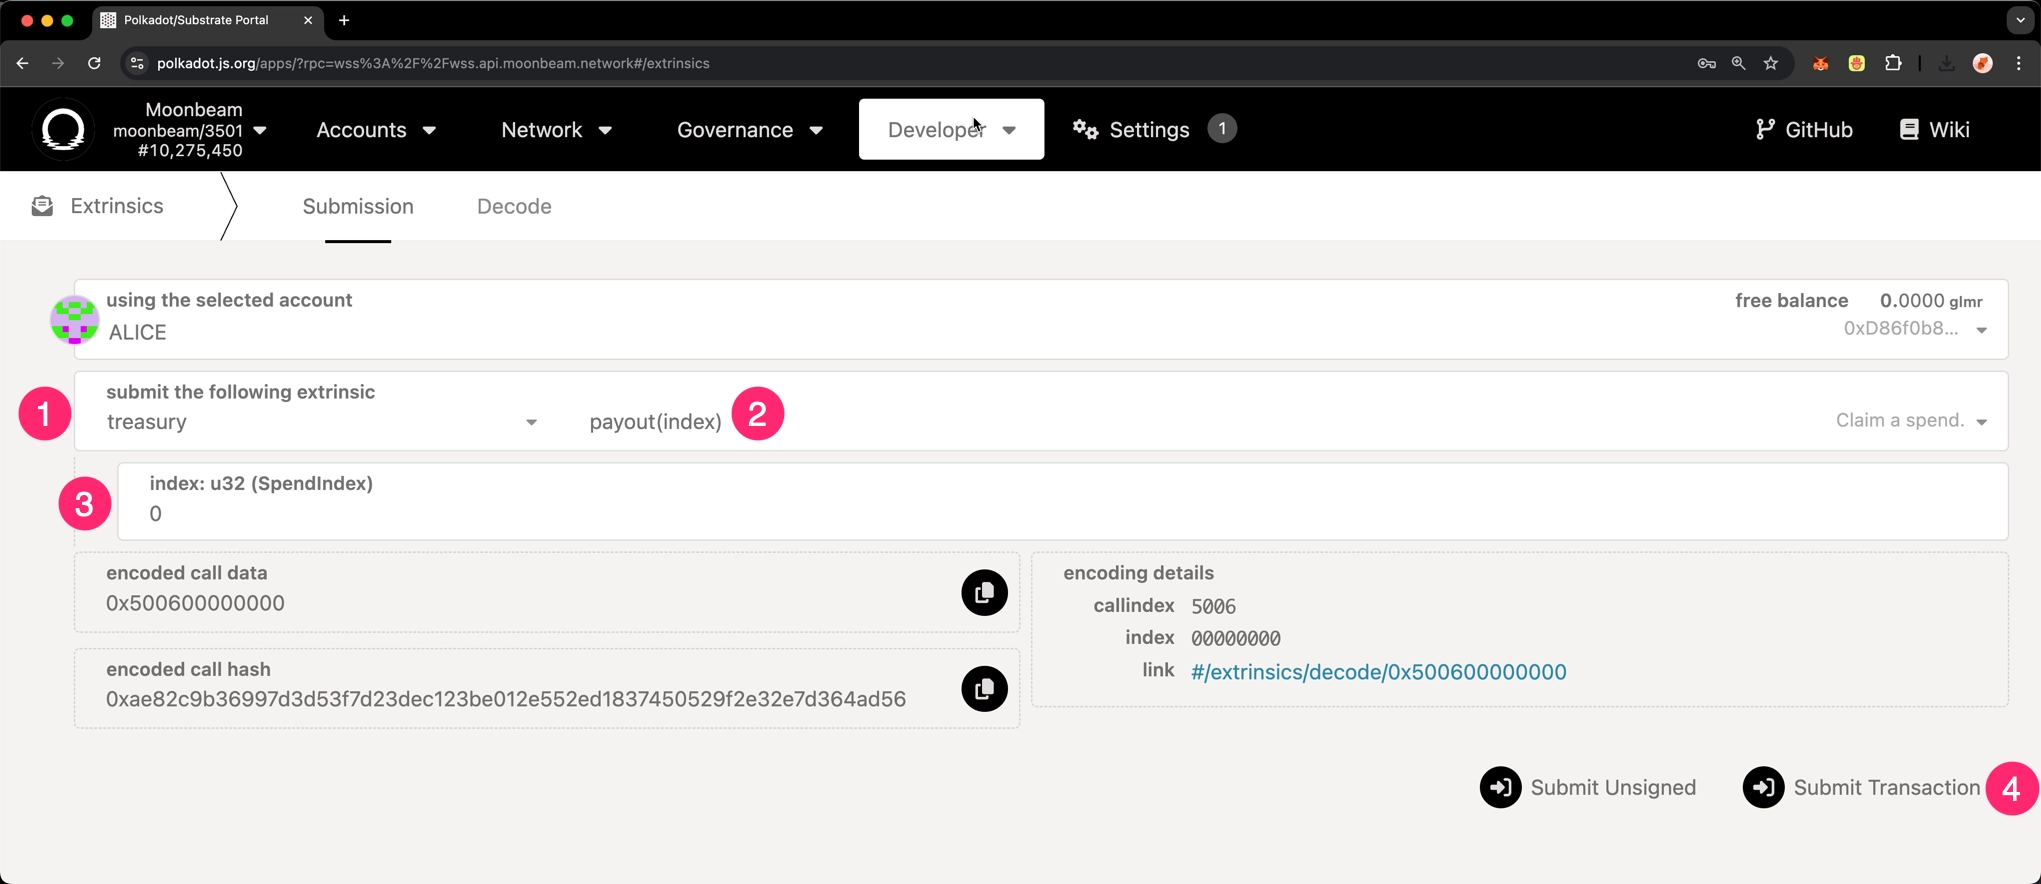 Polkadot/Substrate Portal
polkadot.js.org/apps/?rpc=wss%3A%2F%2Fwss.api.moonbeam.network#/extrinsics
Moonbeam
moonbeam/3501
#10,275,450
Accounts
Network
Governance
Developer
Settings
1
GitHub
Wiki
Extrinsics
Submission
Decode
using the selected account
ALICE
free balance 0.0000 glmr
0xD86f0b8...
1
submit the following extrinsic
treasury
payout(index)
2
Claim a spend.
3
index: u32 (SpendIndex)
0
encoded call data
0x500600000000
encoded call hash
0xae82c9b36997d3d53f7d23dec123be012e552ed1837450529f2e32e7d364ad56
encoding details
callindex 5006
index 00000000
link #/extrinsics/decode/0x500600000000
Submit Unsigned
Submit Transaction
4